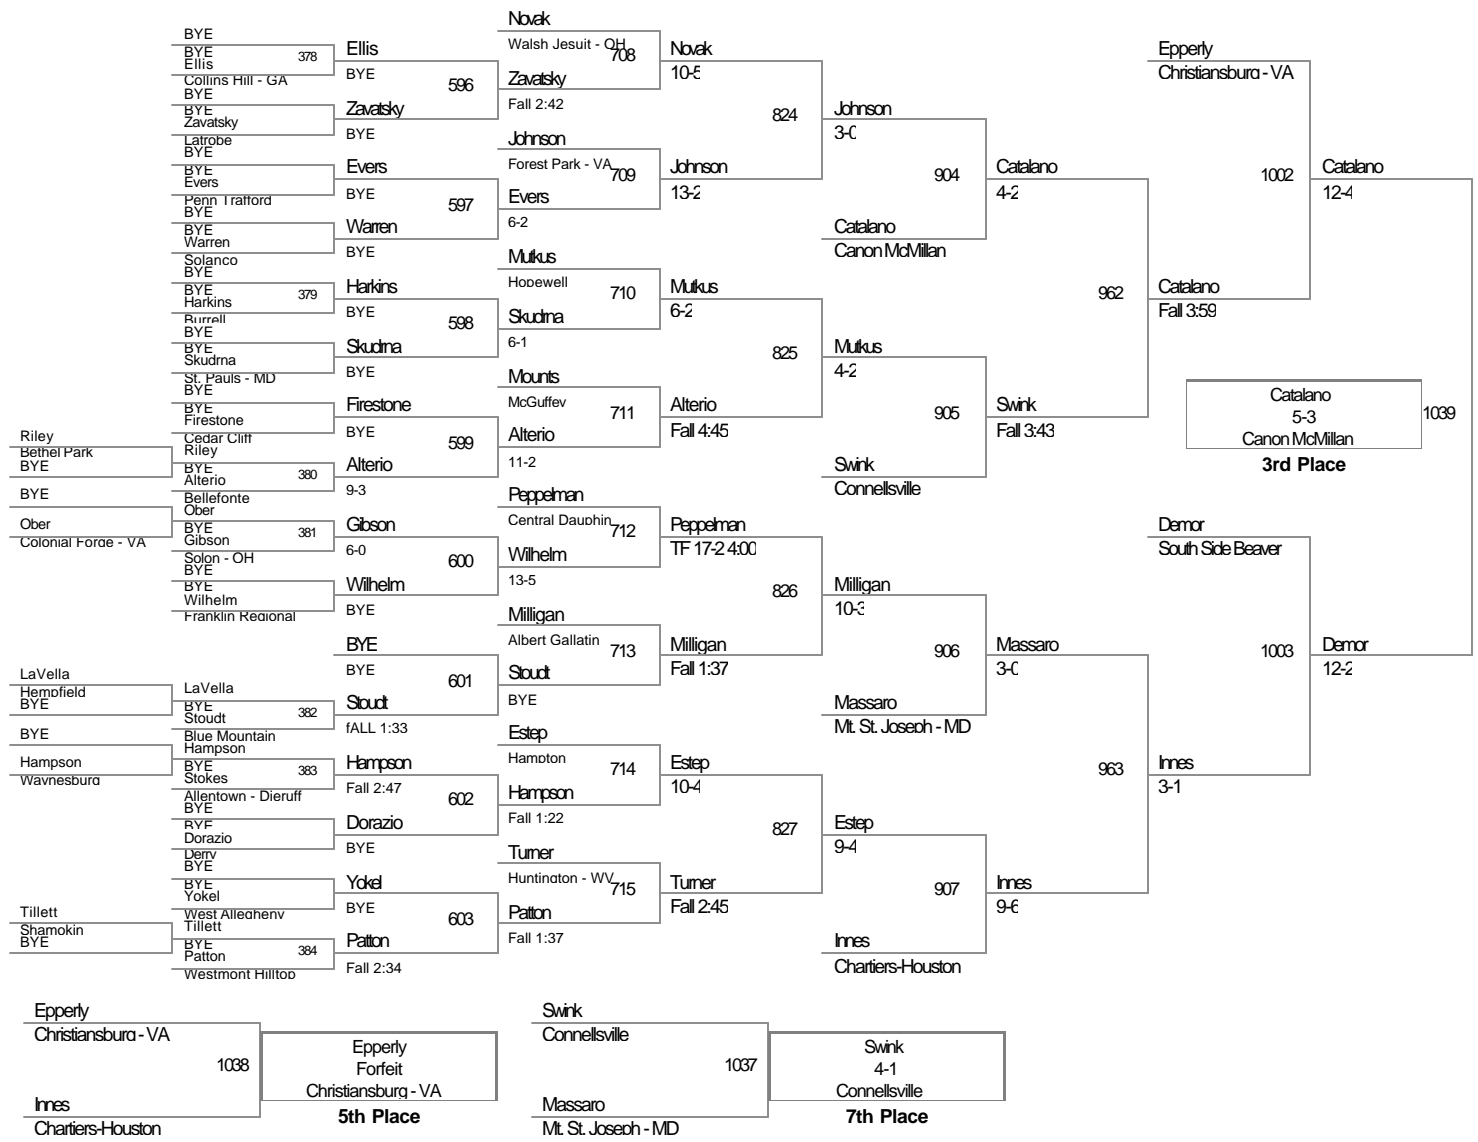 Riley
Bethel Park
BYE
BYE
Ober
Colonial Forge - VA
LaVella
Hempfield
BYE
BYE
Hampson
Waynesburg
Tillett
Shamokin
BYE
BYE
BYE
Ellis
378
Collins Hill - GA
BYE
BYE
Zavatsky
Latrobe
BYE
BYE
Evers
Penn Trafford
BYE
BYE
Warren
Solanco
BYE
BYE
Harkins
379
Burrell
BYE
BYE
Skudrna
St. Pauls - MD
BYE
BYE
Firestone
Cedar Cliff
Riley
BYE
Alterio
380
Bellefonte
Ober
BYE
Gibson
381
Solon - OH
BYE
BYE
Wilhelm
Franklin Regional
LaVella
BYE
Stoudt
382
Blue Mountain
Hampson
BYE
Stokes
383
Allentown - Dieruff
BYE
BYE
Dorazio
Derry
BYE
BYE
Yokel
West Allegheny
Tillett
BYE
Patton
384
Westmont Hilltop
Ellis
BYE
596
Zavatsky
BYE
Evers
BYE
597
Warren
BYE
Harkins
BYE
598
Skudrna
BYE
Firestone
BYE
599
Alterio
9-3
Gibson
6-0
600
Wilhelm
BYE
BYE
BYE
601
Stoudt
fALL 1:33
Hampson
Fall 2:47
602
Dorazio
BYE
Yokel
BYE
603
Patton
Fall 2:34
Novak
Walsh Jesuit - OH
708
Zavatsky
Fall 2:42
Johnson
Forest Park - VA
709
Evers
6-2
Mutkus
Hopewell
710
Skudrna
6-1
Mounts
McGuffey
711
Alterio
11-2
Peppelman
Central Dauphin
712
Wilhelm
13-5
Milligan
Albert Gallatin
713
Stoudt
BYE
Estep
Hampton
714
Hampson
Fall 1:22
Turner
Huntington - WV
715
Patton
Fall 1:37
Novak
10-5
824
Johnson
13-2
Mutkus
6-2
825
Alterio
Fall 4:45
Peppelman
TF 17-2 4:00
826
Milligan
Fall 1:37
Estep
10-4
827
Turner
Fall 2:45
Johnson
3-0
904
Catalano
Canon McMillan
Mutkus
4-2
905
Swink
Connellsville
Milligan
10-3
906
Massaro
Mt. St. Joseph - MD
Estep
9-4
907
Innes
Chartiers-Houston
Catalano
4-2
962
Swink
Fall 3:43
Massaro
3-0
963
Innes
9-6
Epperly
Christiansburg - VA
1002
Catalano
Fall 3:59
Demor
South Side Beaver
1003
Innes
3-1
Catalano
12-4
Catalano
5-3
Canon McMillan
1039
3rd Place
Demor
12-2
Epperly
Christiansburg - VA
1038
Innes
Chartiers-Houston
Epperly
Forfeit
Christiansburg - VA
5th Place
Swink
Connellsville
1037
Massaro
Mt. St. Joseph - MD
Swink
4-1
Connellsville
7th Place